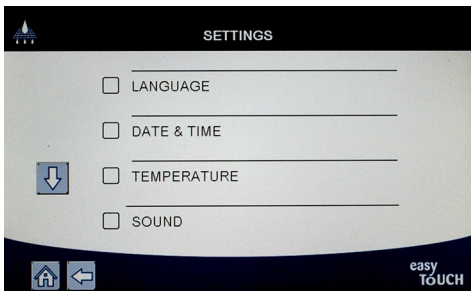 SETTINGS
LANGUAGE
DATE & TIME
TEMPERATURE
SOUND
easy
TOUCH